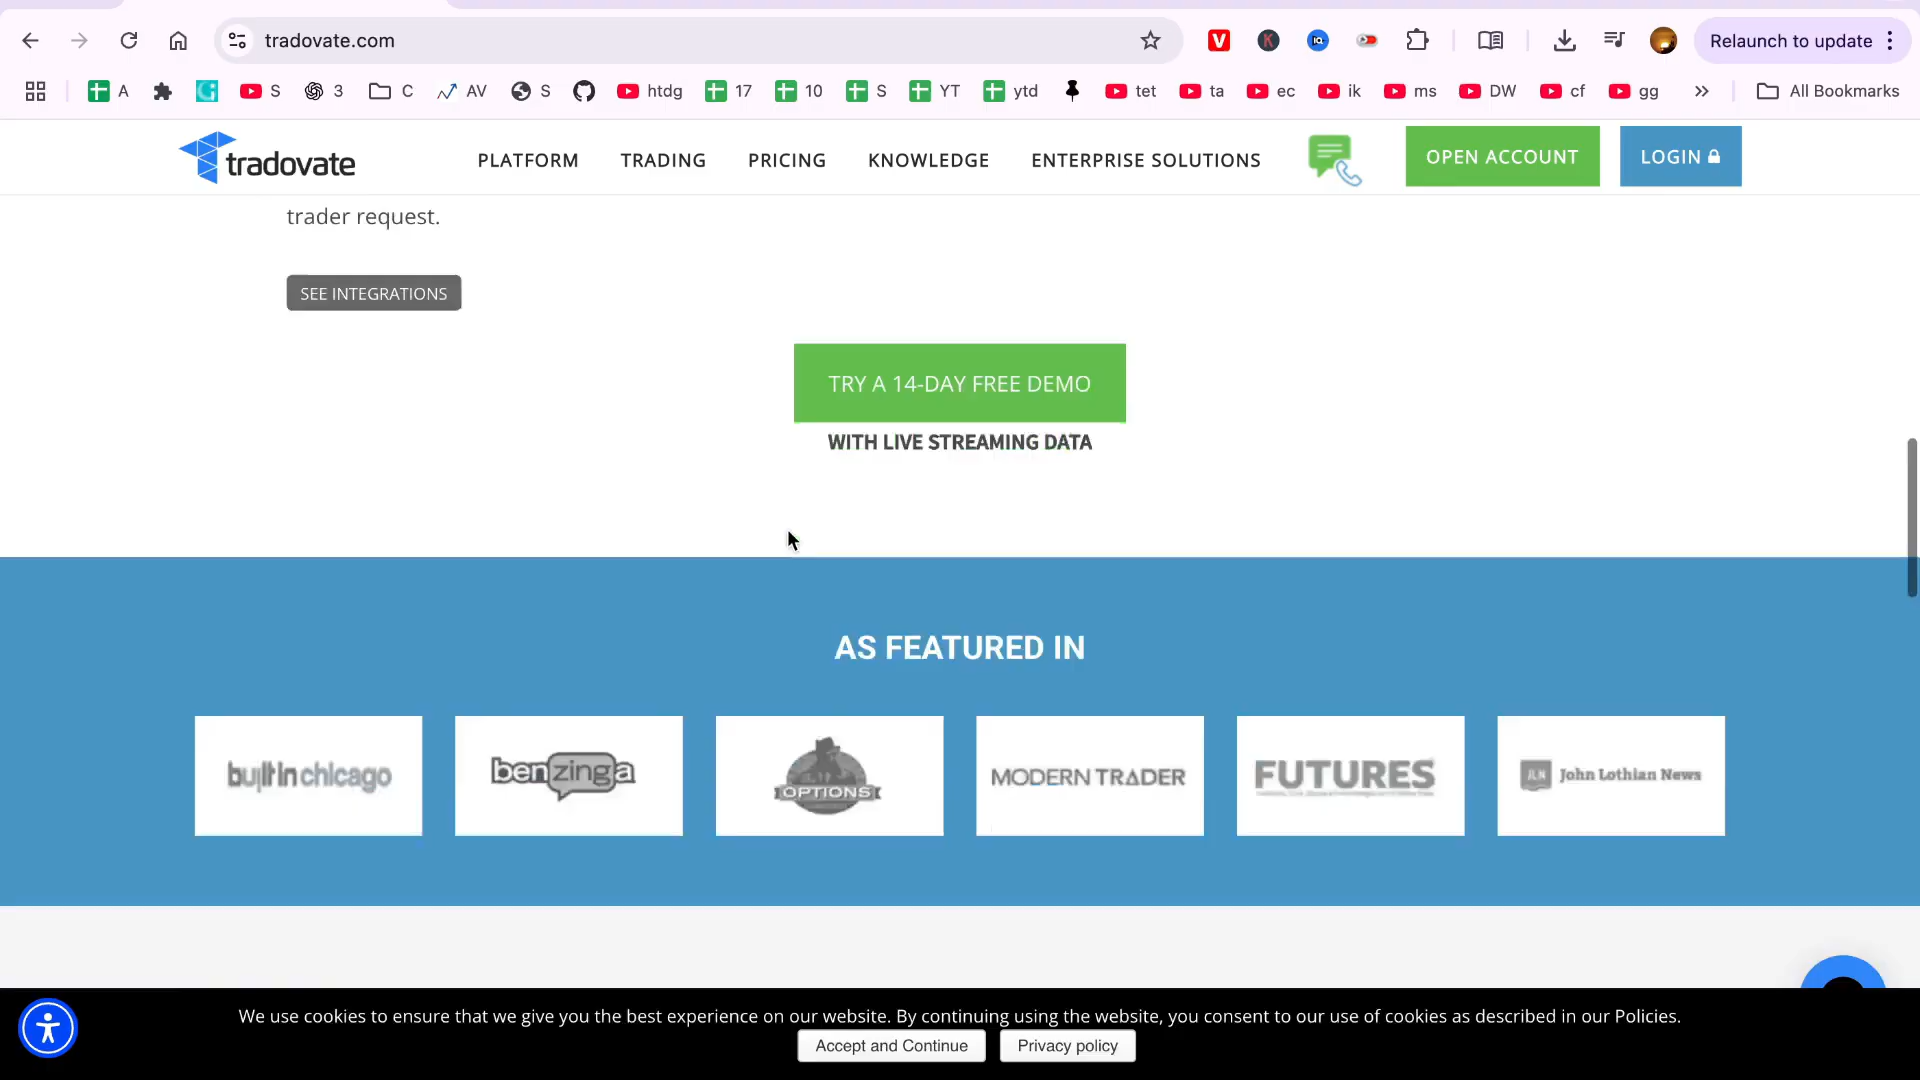 tradovate.com
Relaunch to update
A S 3 C AV S htdg 17 10 S YT ytd tet ta ec ik ms DW cf gg All Bookmarks
tradovate PLATFORM TRADING PRICING KNOWLEDGE ENTERPRISE SOLUTIONS OPEN ACCOUNT LOGIN
trader request.
SEE INTEGRATIONS
TRY A 14-DAY FREE DEMO
WITH LIVE STREAMING DATA
AS FEATURED IN
builtin chicago
benzinga
OPTIONS
MODERN TRADER
FUTURES
JLN John Lothian News
We use cookies to ensure that we give you the best experience on our website. By continuing using the website, you consent to our use of cookies as described in our Policies.
Accept and Continue Privacy policy